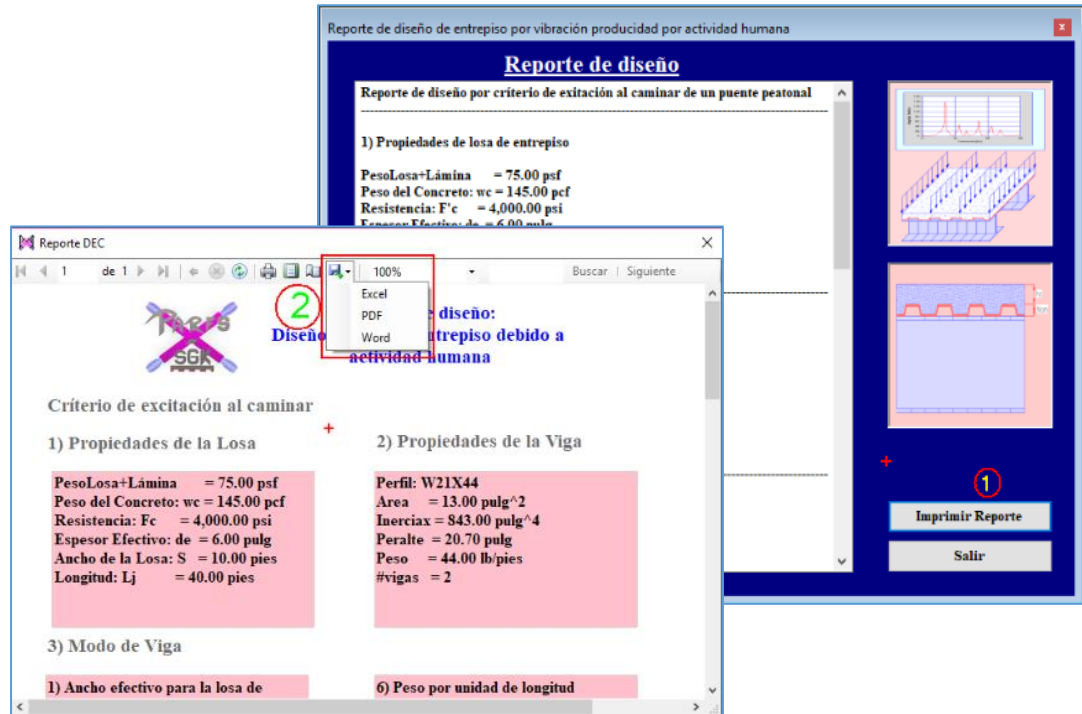 Reporte de diseño de entrepiso por vibración producidad por actividad humana
x
Reporte de diseño
Reporte de diseño por críterio de exitación al caminar de un puente peatonal
1) Propiedades de losa de entrepiso
PesoLosa+Lámina = 75.00 psf
Peso del Concreto: wc = 145.00 pcf
Resistencia: F'c = 4,000.00 psi
Espesor Efectivo: de = 6.00 pulg
1
Imprimir Reporte
Salir
Reporte DEC
1 de 1
100%
Buscar | Siguiente
Excel
PDF
Word
2
SGK
diseño:
Diseño trepiso debido a
actividad humana
Críterio de excitación al caminar
1) Propiedades de la Losa
PesoLosa+Lámina = 75.00 psf
Peso del Concreto: wc = 145.00 pcf
Resistencia: Fc = 4,000.00 psi
Espesor Efectivo: de = 6.00 pulg
Ancho de la Losa: S = 10.00 pies
Longitud: Lj = 40.00 pies
2) Propiedades de la Viga
Perfil: W21X44
Area = 13.00 pulg^2
Inerciax = 843.00 pulg^4
Peralte = 20.70 pulg
Peso = 44.00 lb/pies
#vigas = 2
3) Modo de Viga
1) Ancho efectivo para la losa de
6) Peso por unidad de longitud